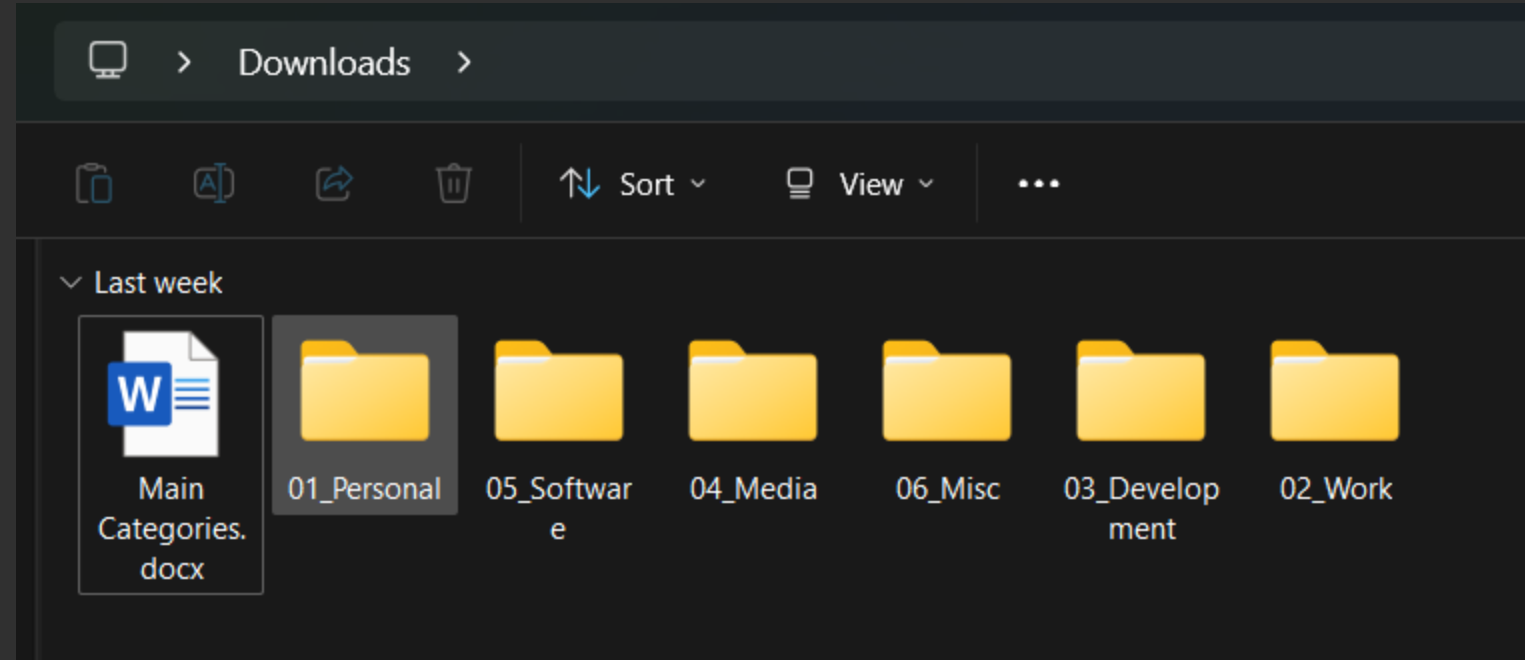 Downloads
Sort
View
Last week
W
Main
Categories.
docx
01_Personal
05_Softwar
e
04_Media
06_Misc
03_Develop
ment
02_Work